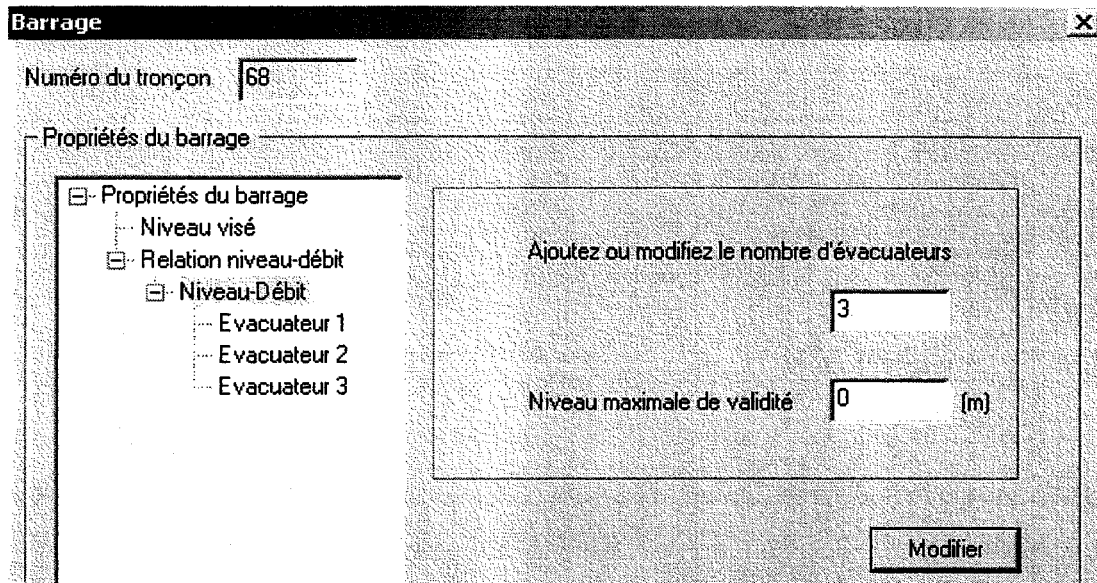 Barrage
Numéro du tronçon 68
Propriétés du barrage
Propriétés du barrage
Niveau visé
Relation niveau-débit
Niveau-Débit
Evacuateur 1
Evacuateur 2
Evacuateur 3
Ajoutez ou modifiez le nombre d'évacuateurs
3
Niveau maximale de validité 0 (m)
Modifier